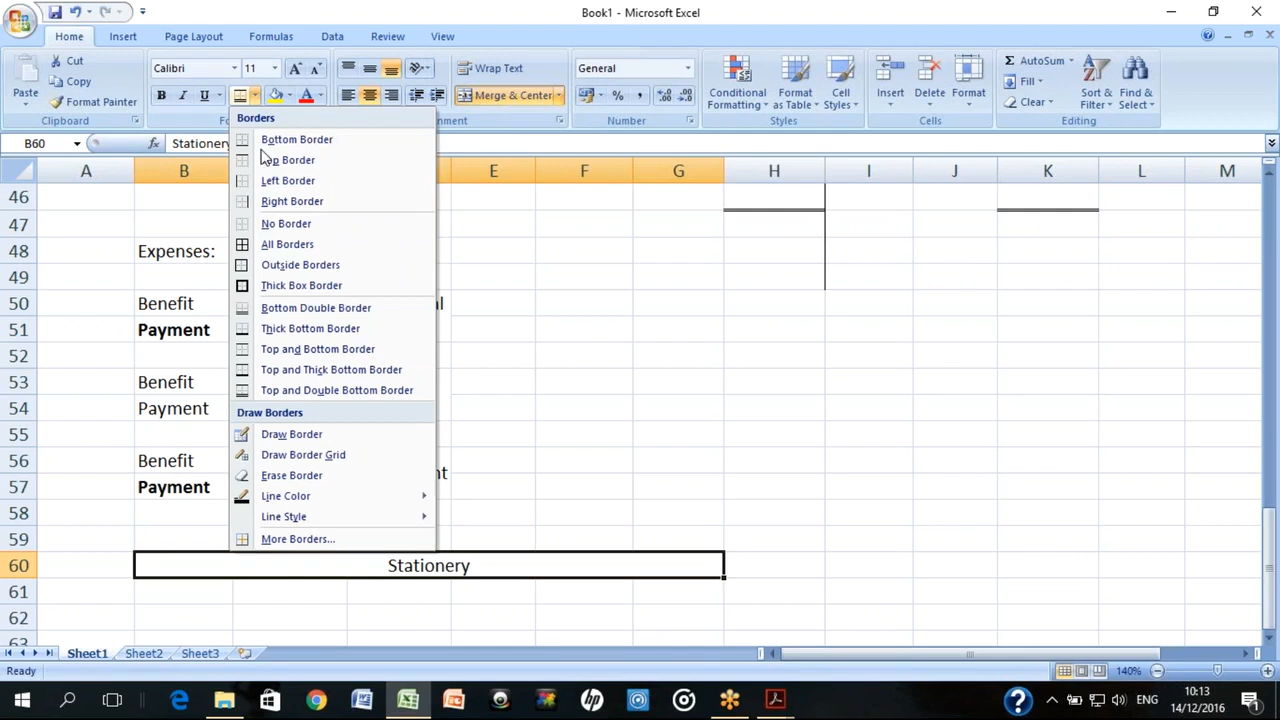 Book1 - Microsoft Excel
Home Insert Page Layout Formulas Data Review View
Paste Cut Calibri 11 Wrap Text General Conditional Formatting Format as Table Cell Styles Insert Delete Format AutoSum Fill Clear Sort & Filter Find & Select
Copy
Format Painter B I U A Merge & Center % ,
Clipboard Number Styles Cells Editing
B60 fx Stationery
Borders
Bottom Border
Top Border
Left Border
Right Border
No Border
All Borders
Outside Borders
Thick Box Border
Bottom Double Border
Thick Bottom Border
Top and Bottom Border
Top and Thick Bottom Border
Top and Double Bottom Border
Draw Borders
Draw Border
Draw Border Grid
Erase Border
Line Color
Line Style
More Borders...
A B E F G H I J K L M
46
47
48 Expenses:
49
50 Benefit al
51 Payment
52
53 Benefit
54 Payment
55
56 Benefit
57 Payment nt
58
59
60 Stationery
61
62
63
Sheet1 Sheet2 Sheet3
Ready 140%
ENG 10:13
14/12/2016